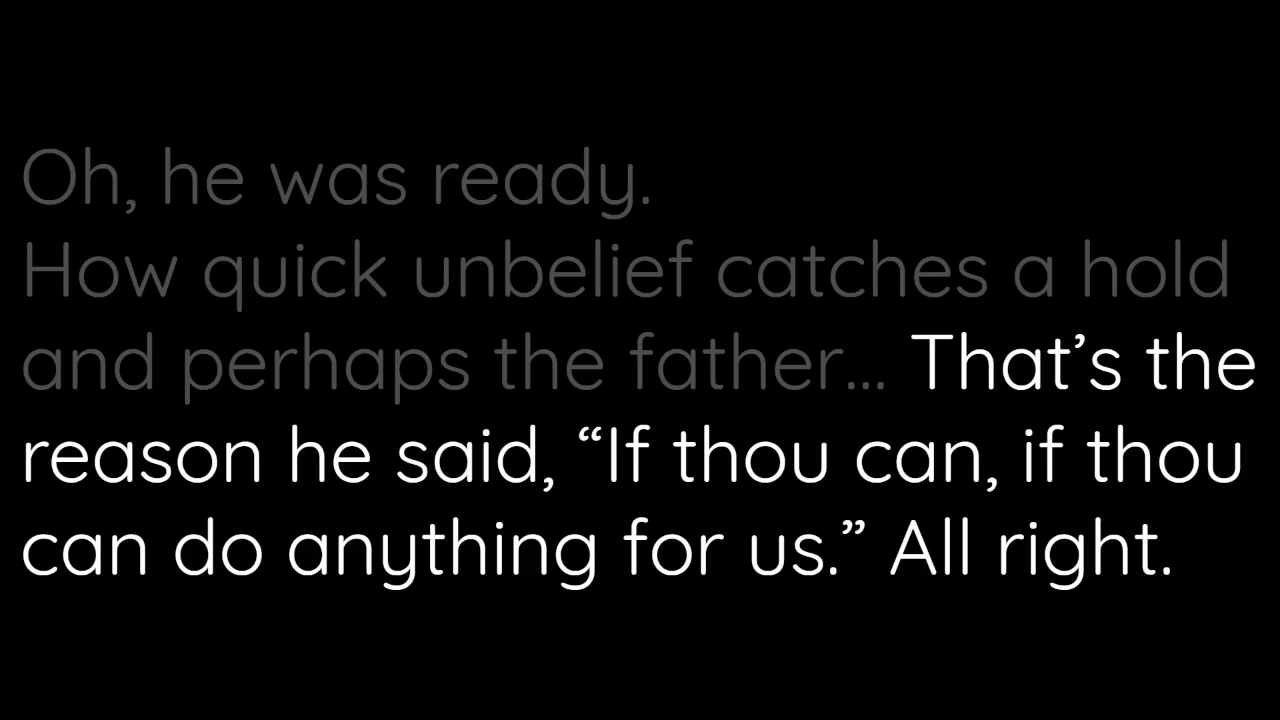 Oh, he was ready.
How quick unbelief catches a hold
and perhaps the father... That’s the
reason he said, “If thou can, if thou
can do anything for us.” All right.